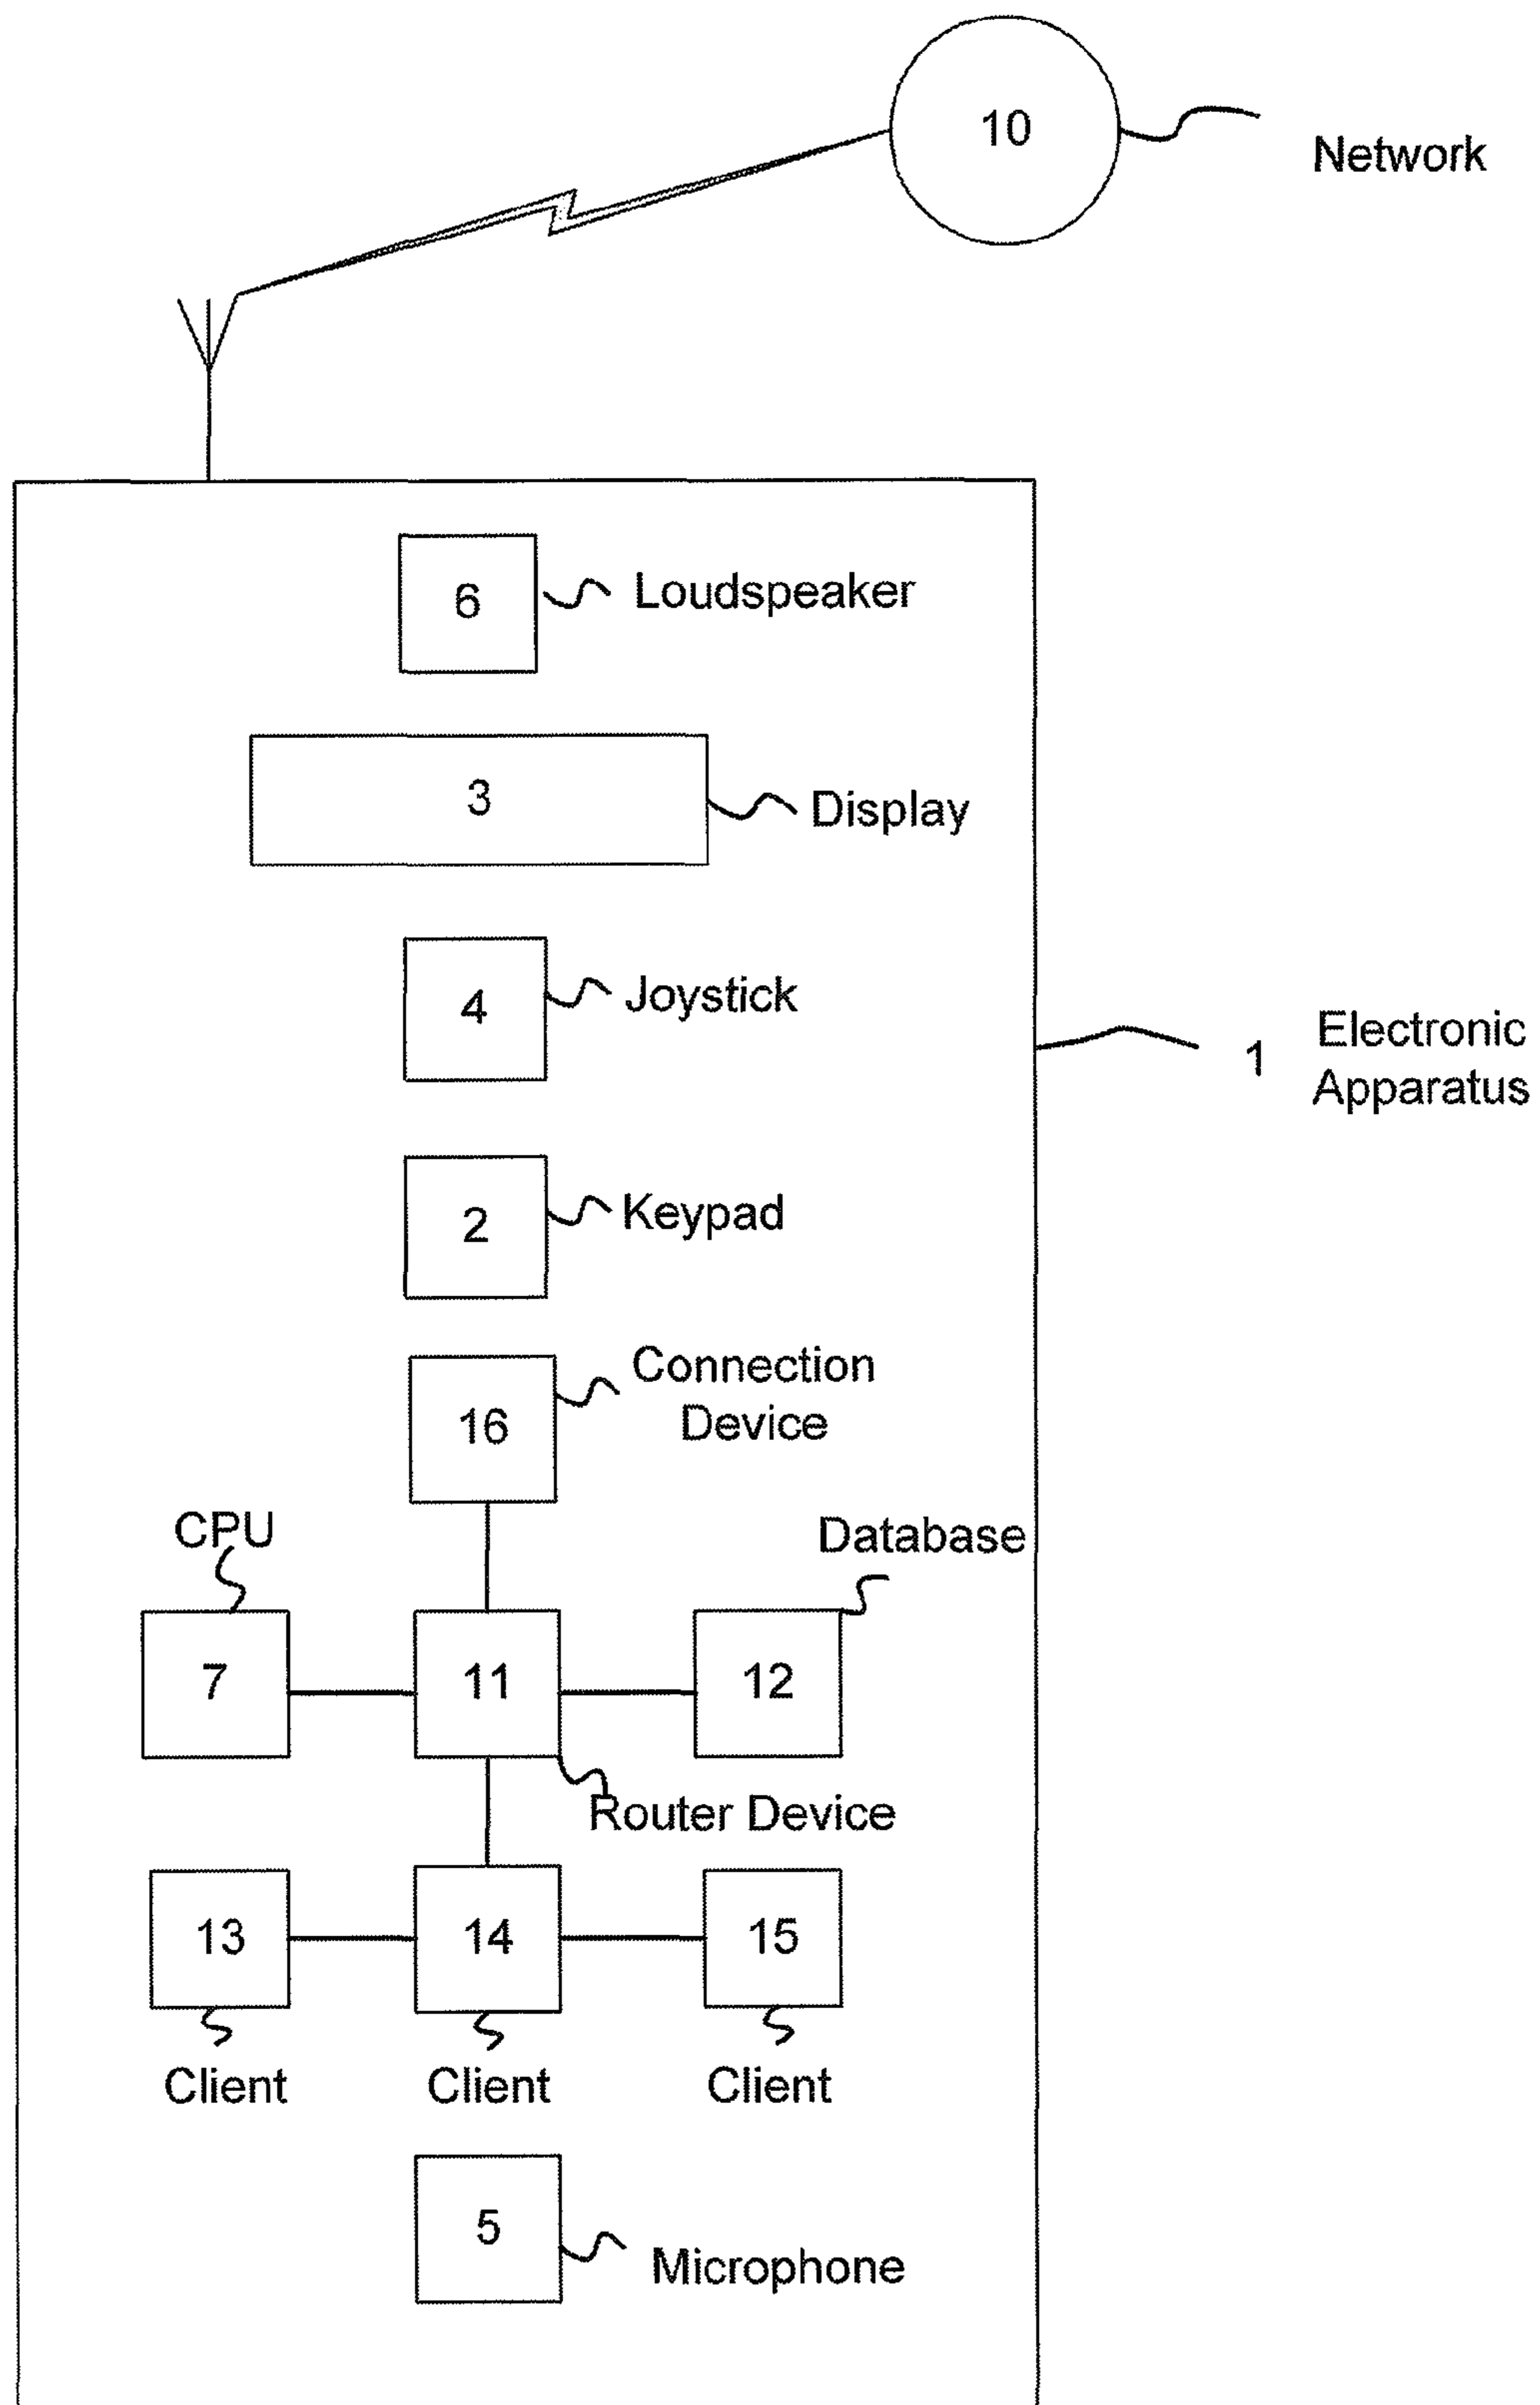 10
Network
6
Loudspeaker
3
Display
4
Joystick
1
Electronic
Apparatus
2
Keypad
16
Connection
Device
CPU
Database
7
11
12
Router Device
13
14
15
Client
Client
Client
5
Microphone